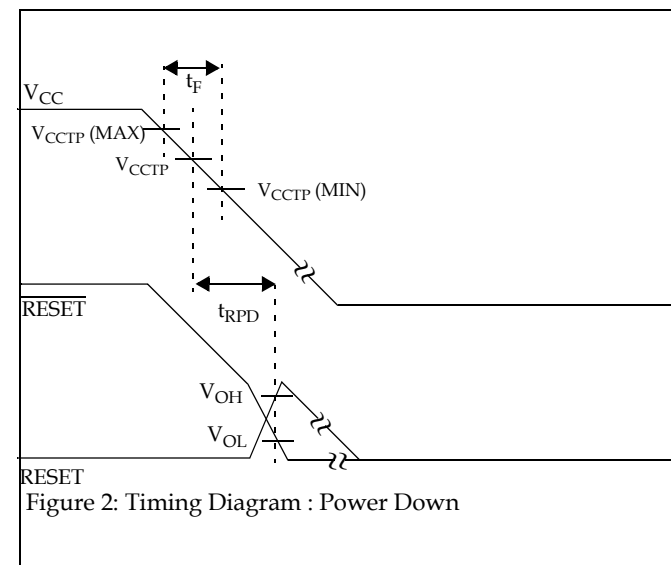 t_F
V_CC
V_CCTP (MAX)
V_CCTP
V_CCTP (MIN)
RESET
t_RPD
V_OH
V_OL
RESET
Figure 2: Timing Diagram : Power Down